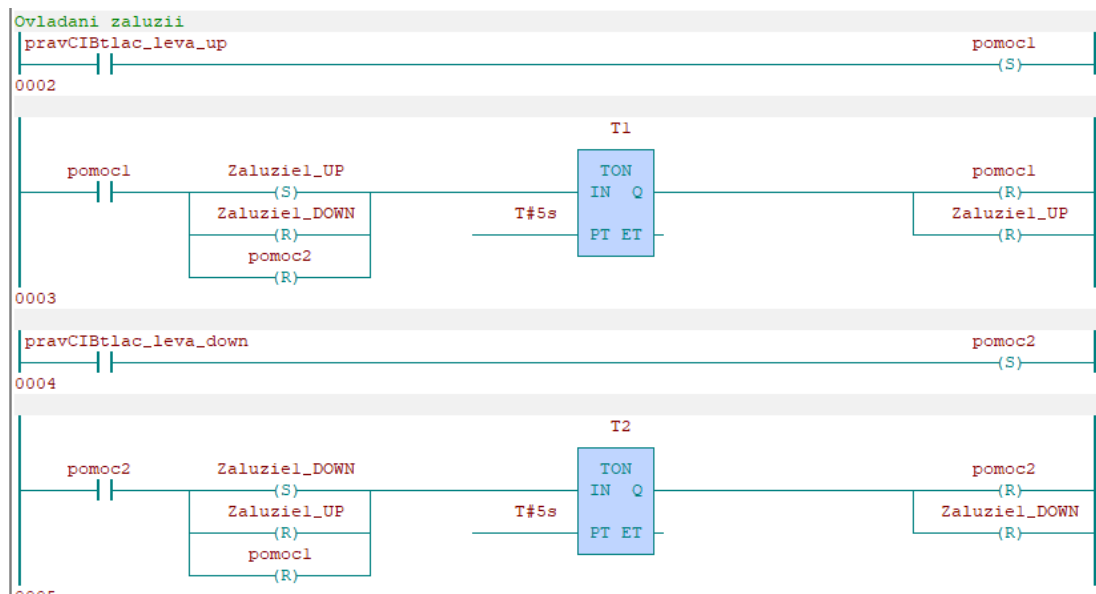 Ovladani zaluzii
pravCIBtlac_leva_up pomoc1
(S)
0002
T1
pomoc1 Zaluzie1_UP TON pomoc1
(S) IN Q (R)
Zaluzie1_DOWN T#5s Zaluzie1_UP
(R) PT ET (R)
pomoc2
(R)
0003
pravCIBtlac_leva_down pomoc2
(S)
0004
T2
pomoc2 Zaluzie1_DOWN TON pomoc2
(S) IN Q (R)
Zaluzie1_UP T#5s Zaluzie1_DOWN
(R) PT ET (R)
pomoc1
(R)
0005